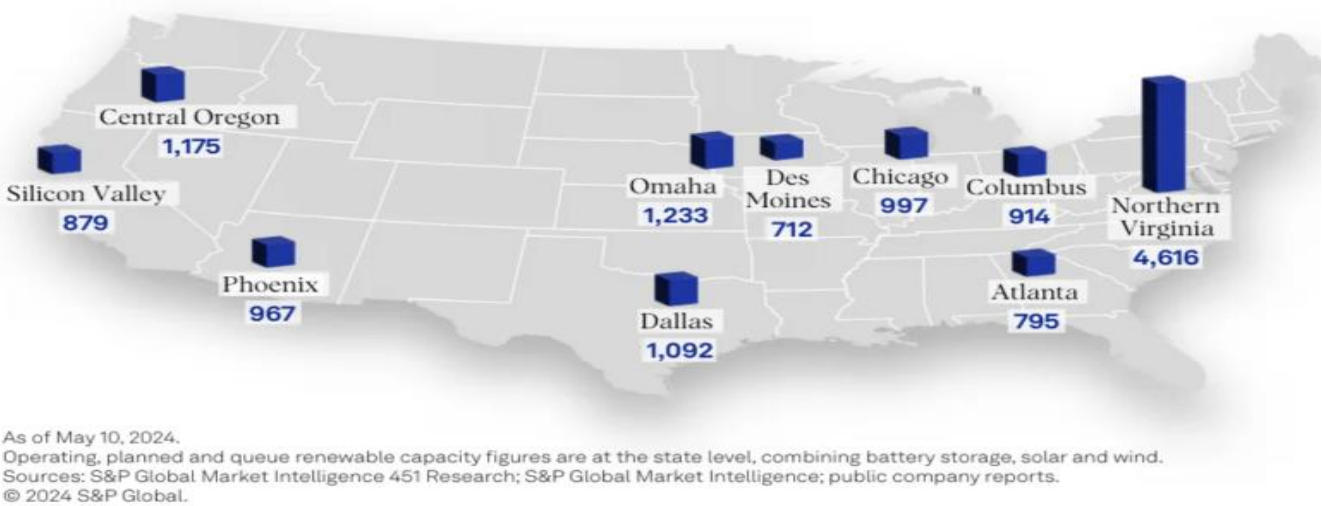 Central Oregon
1,175
Silicon Valley
879
Phoenix
967
Omaha
1,233
Des
Moines
712
Chicago
997
Columbus
914
Northern
Virginia
4,616
Dallas
1,092
Atlanta
795
As of May 10, 2024.
Operating, planned and queue renewable capacity figures are at the state level, combining battery storage, solar and wind.
Sources: S&P Global Market Intelligence 451 Research; S&P Global Market Intelligence; public company reports.
© 2024 S&P Global.